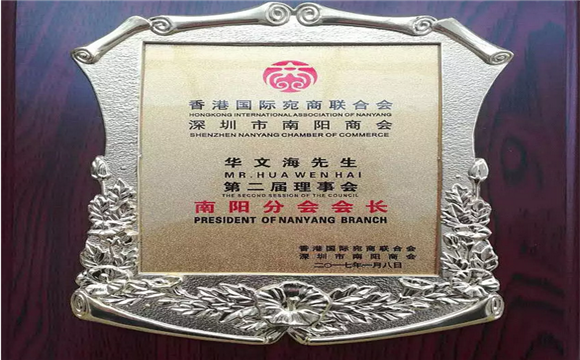 香港国际宛商联合会
HONGKONG INTERNATIONALASSOCIATION OF NANYANG
深圳市南阳商会
SHENZHEN NANYANG CHAMBER OF COMMERCE
华文海先生
MR.HUA WEN HAI
第二届理事会
THE SECOND SESSION OF THE COUNCIL
南阳分会会长
PRESIDENT OF NANYANG BRANCH
香港国际宛商联合会
深圳市南阳商会
二〇一七年一月八日